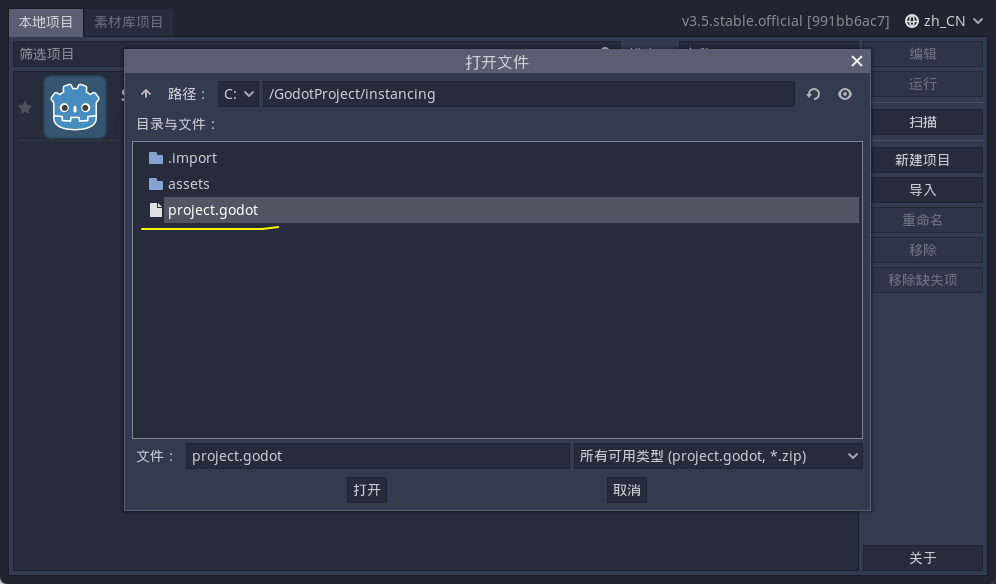 本地项目 素材库项目 v3.5.stable.official [991bb6ac7] zh_CN
筛选项目 编辑
打开文件
运行
路径： C: /GodotProject/instancing
目录与文件：
扫描
.import
新建项目
assets
导入
project.godot
重命名
移除
移除缺失项
文件： project.godot 所有可用类型 (project.godot, *.zip)
打开 取消
关于